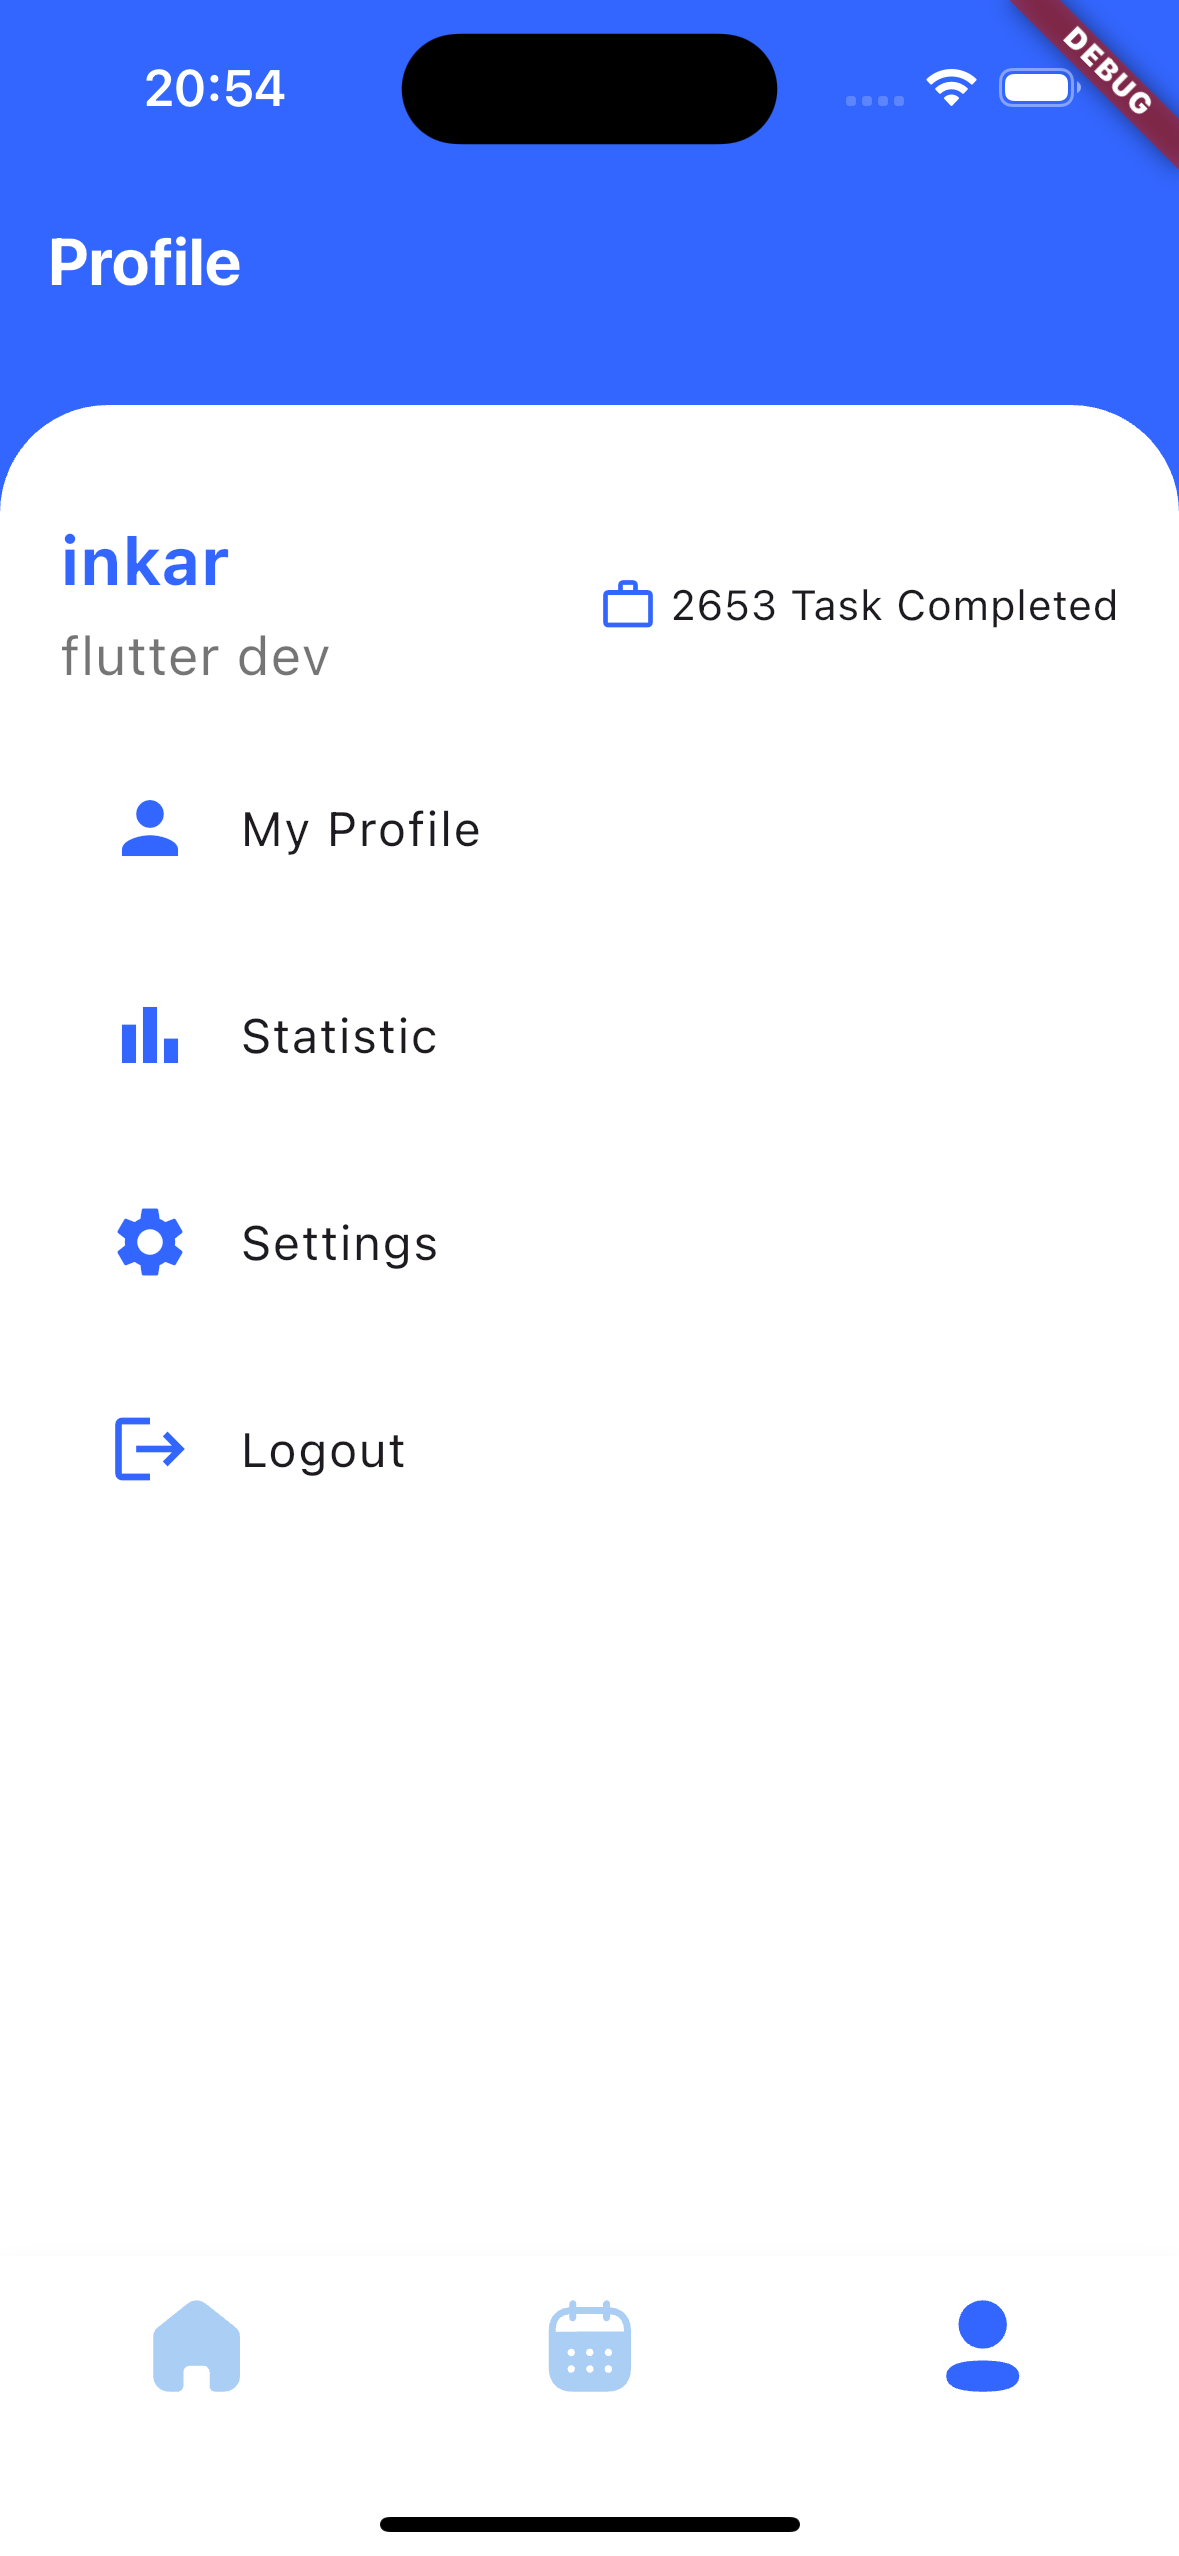 20:54
DEBUG
Profile
inkar
2653 Task Completed
flutter dev
My Profile
Statistic
Settings
Logout